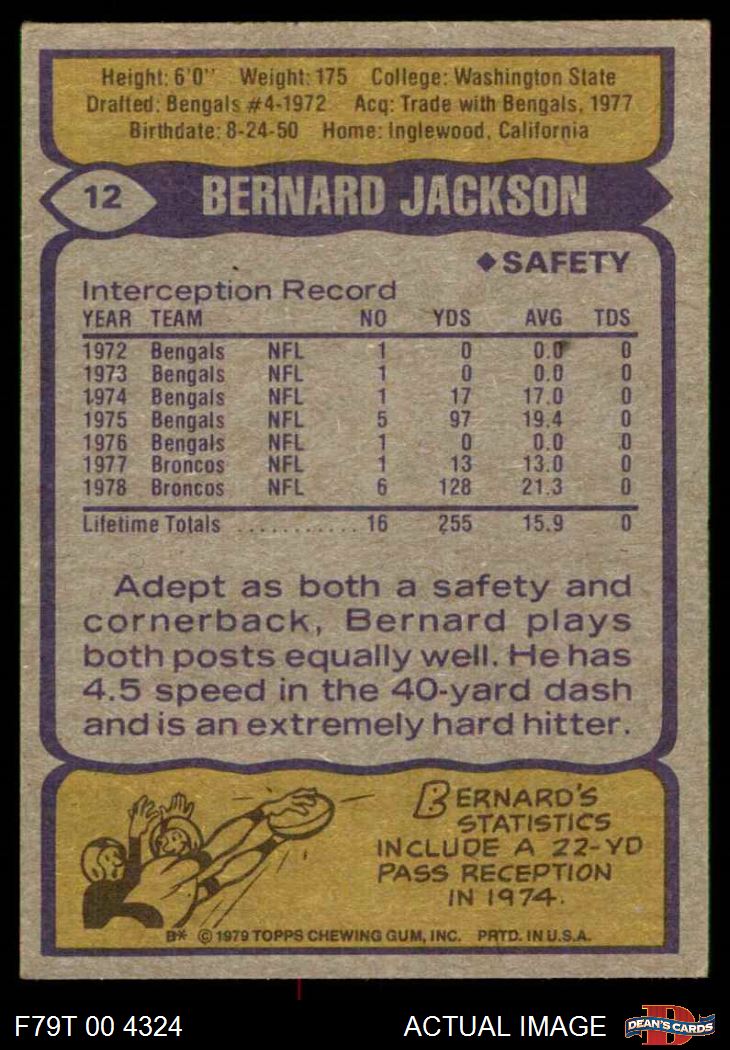 Height: 6'0" Weight: 175 College: Washington State
Drafted: Bengals #4-1972 Acq: Trade with Bengals, 1977
Birthdate: 8-24-50 Home: Inglewood, California
12 BERNARD JACKSON
◆SAFETY
Interception Record
YEAR TEAM NO YDS AVG TDS
1972 Bengals NFL 1 0 0.0 0
1973 Bengals NFL 1 0 0.0 0
1974 Bengals NFL 1 17 17.0 0
1975 Bengals NFL 5 97 19.4 0
1976 Bengals NFL 1 0 0.0 0
1977 Broncos NFL 1 13 13.0 0
1978 Broncos NFL 6 128 21.3 0
Lifetime Totals ........... 16 255 15.9 0
Adept as both a safety and
cornerback, Bernard plays
both posts equally well. He has
4.5 speed in the 40-yard dash
and is an extremely hard hitter.
BERNARD'S
STATISTICS
INCLUDE A 22-YD
PASS RECEPTION
IN 1974.
B* © 1979 TOPPS CHEWING GUM, INC. PRTD. IN U.S.A.
F79T 00 4324 ACTUAL IMAGE D DEAN'S CARDS